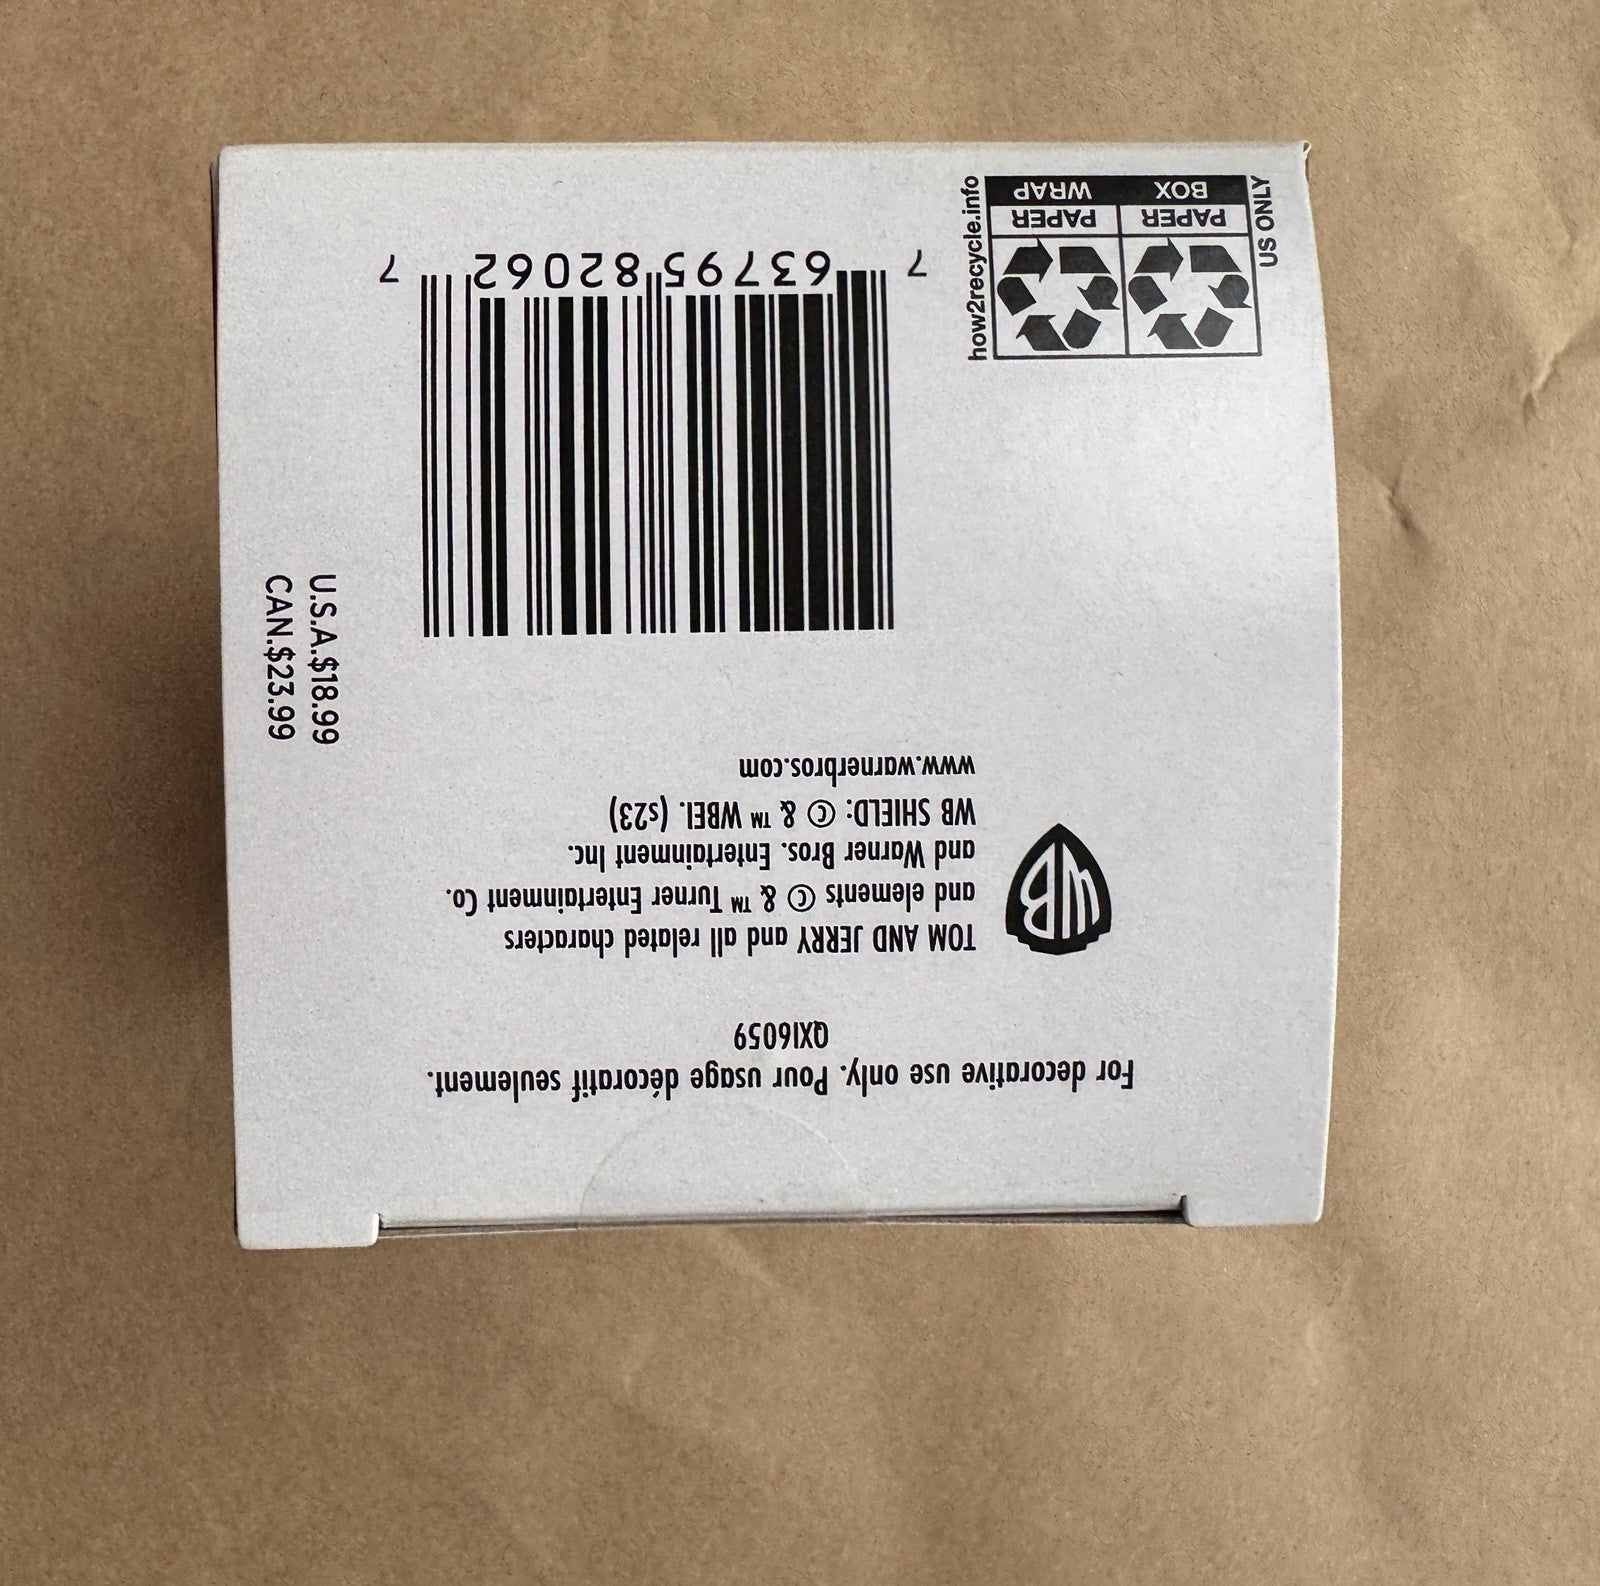 For decorative use only. Pour usage décoratif seulement.
QXI6059
TOM AND JERRY and all related characters
and elements © & ™ Turner Entertainment Co.
and Warner Bros. Entertainment Inc.
WB SHIELD: © & ™ WBEI. (s23)
www.warnerbros.com
WB
U.S.A.$18.99
CAN.$23.99
7 63795 82062 7
US ONLY
PAPER PAPER
BOX WRAP
how2recycle.info